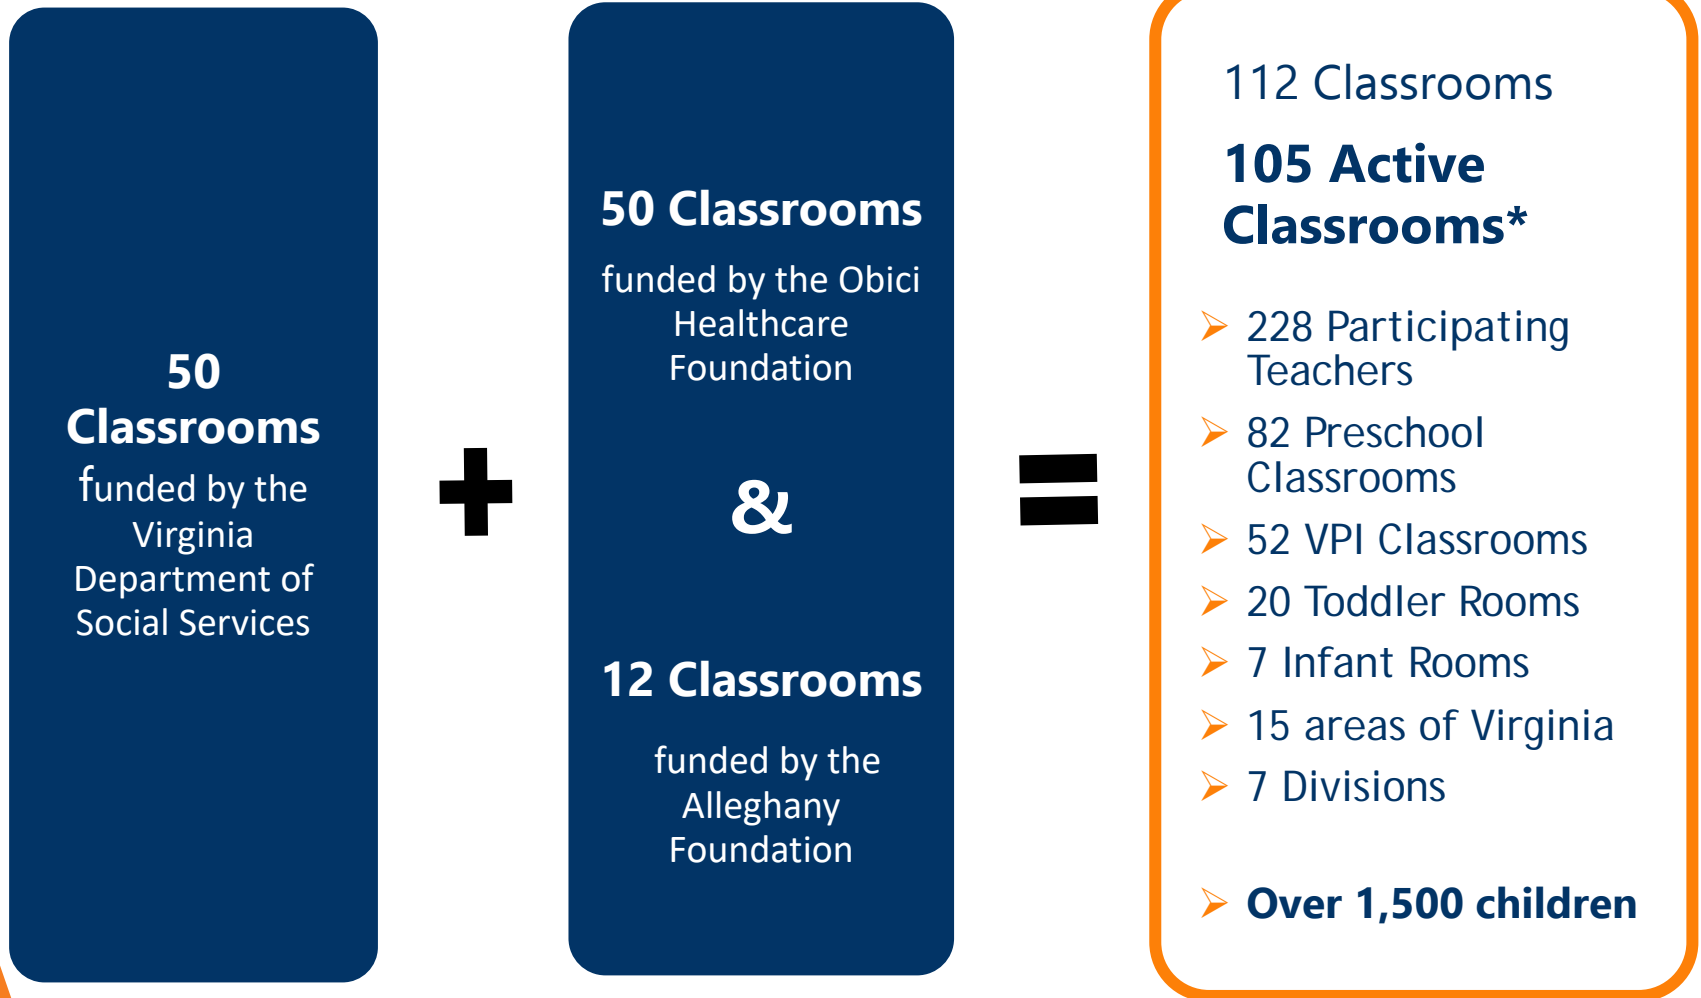 50
Classrooms
funded by the
Virginia
Department of
Social Services
+
50 Classrooms
funded by the Obici
Healthcare
Foundation
&
12 Classrooms
funded by the
Alleghany
Foundation
=
112 Classrooms
105 Active
Classrooms*
228 Participating
Teachers
82 Preschool
Classrooms
52 VPI Classrooms
20 Toddler Rooms
7 Infant Rooms
15 areas of Virginia
7 Divisions
Over 1,500 children